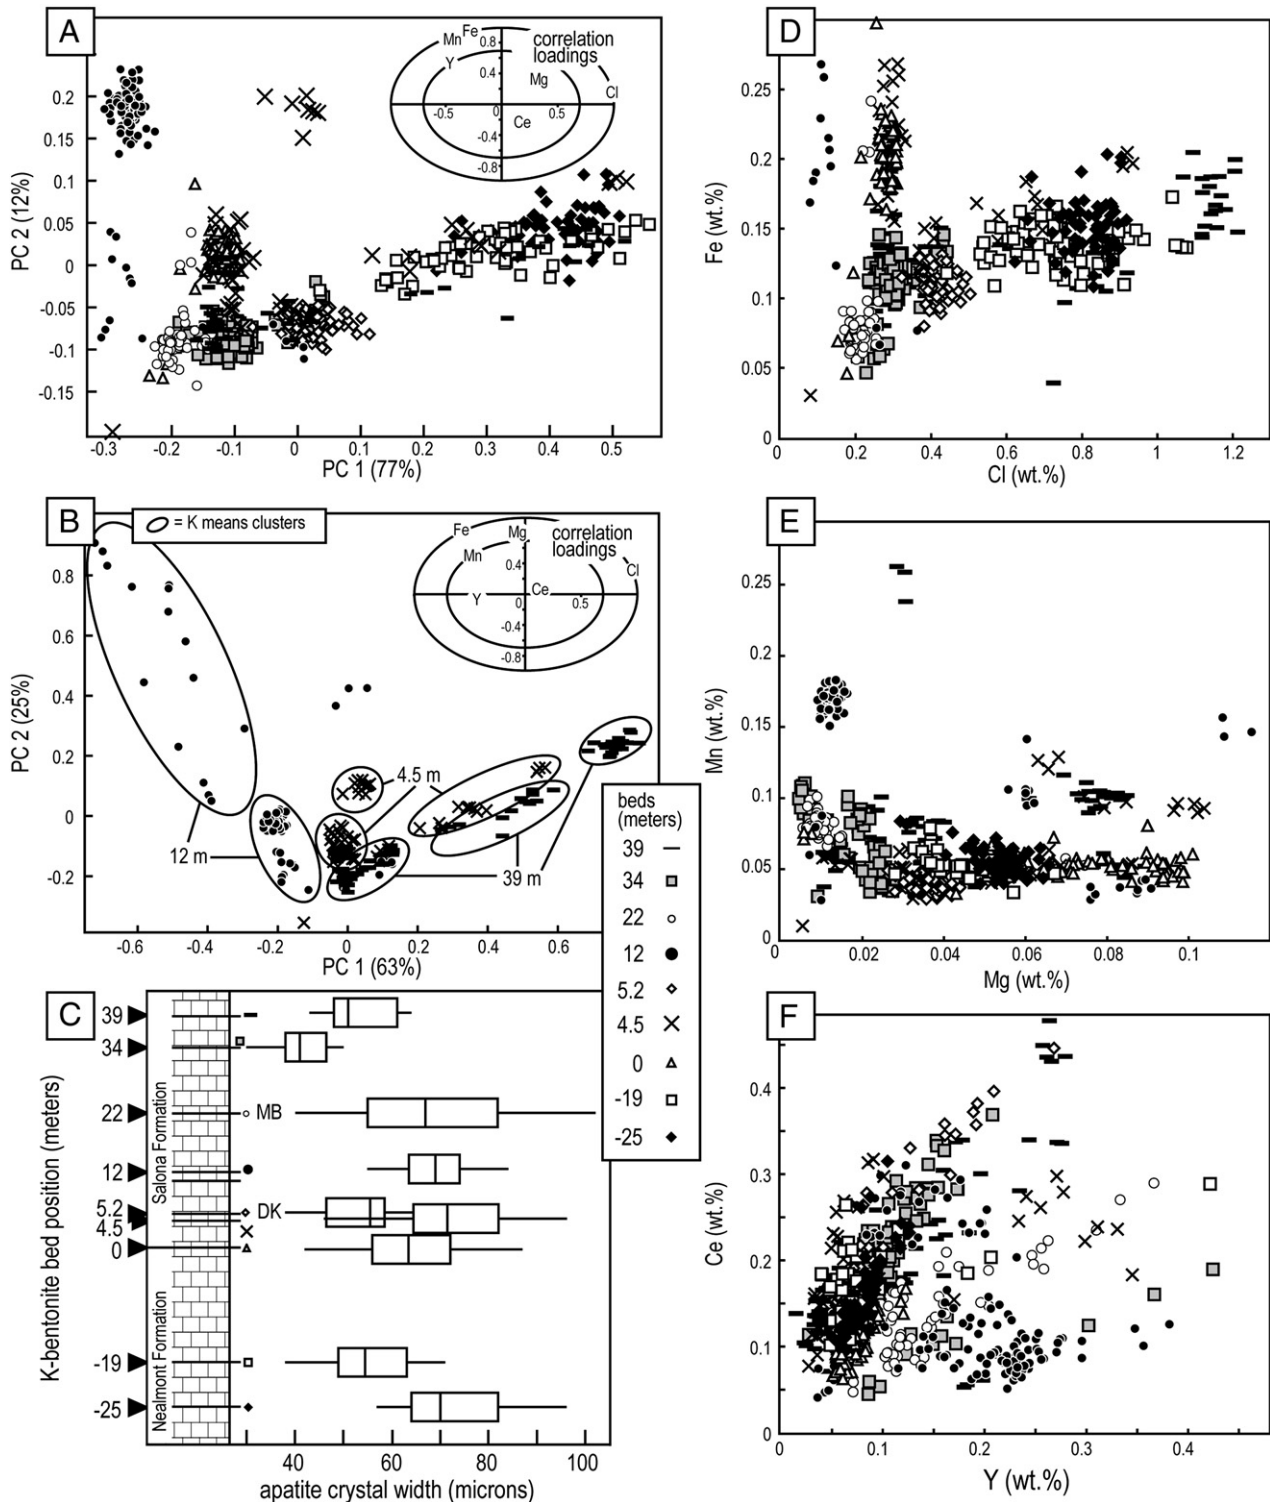 A
PC 2 (12%)
0.2
0.15
0.1
0.05
0
-0.05
-0.1
-0.15
-0.3
-0.2
-0.1
0
0.1
0.2
0.3
0.4
0.5
PC 1 (77%)
correlation
loadings
Mn
Fe
Y
Mg
Cl
Ce
0.8
0.4
0
-0.4
-0.8
-0.5
0.5
D
Fe (wt.%)
0.25
0.2
0.15
0.1
0.05
0
0.2
0.4
0.6
0.8
1
1.2
Cl (wt.%)
B
= K means clusters
PC 2 (25%)
0.8
0.6
0.4
0.2
0
-0.2
-0.6
-0.4
-0.2
0
0.2
0.4
0.6
PC 1 (63%)
correlation
loadings
Fe
Mg
Mn
Cl
Y
Ce
0.4
0
-0.4
-0.8
0.5
4.5 m
12 m
39 m
beds
(meters)
39
34
22
12
5.2
4.5
0
-19
-25
E
Mn (wt.%)
0.25
0.2
0.15
0.1
0.05
0
0.02
0.04
0.06
0.08
0.1
Mg (wt.%)
C
K-bentonite bed position (meters)
39
34
22
12
5.2
4.5
0
-19
-25
Salona Formation
Nealmont Formation
MB
DK
40
60
80
100
apatite crystal width (microns)
F
Ce (wt.%)
0.4
0.3
0.2
0.1
0
0
0.1
0.2
0.3
0.4
Y (wt.%)